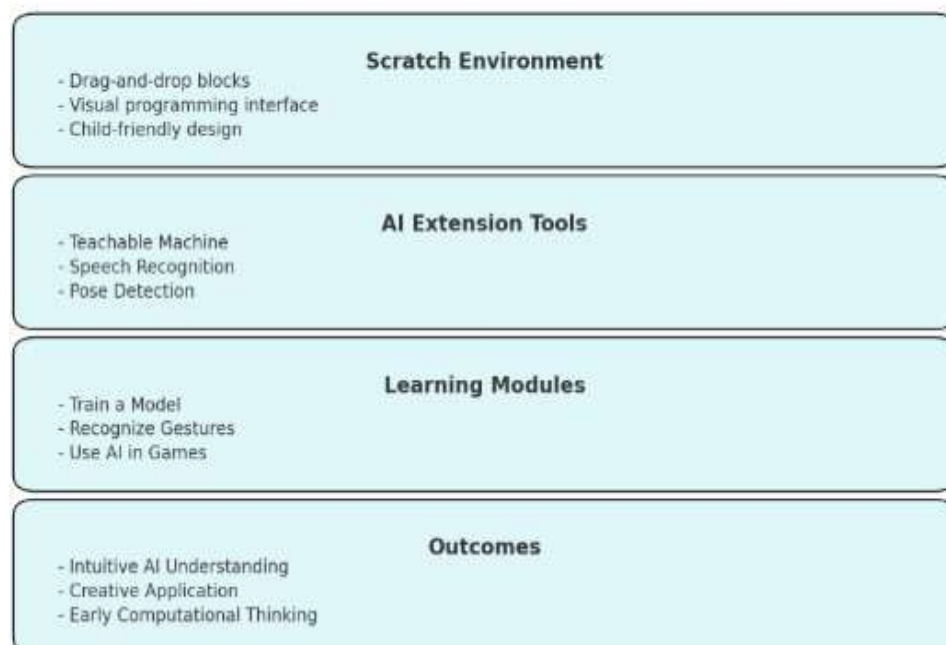 Scratch Environment
- Drag-and-drop blocks
- Visual programming interface
- Child-friendly design
AI Extension Tools
- Teachable Machine
- Speech Recognition
- Pose Detection
Learning Modules
- Train a Model
- Recognize Gestures
- Use AI in Games
Outcomes
- Intuitive AI Understanding
- Creative Application
- Early Computational Thinking